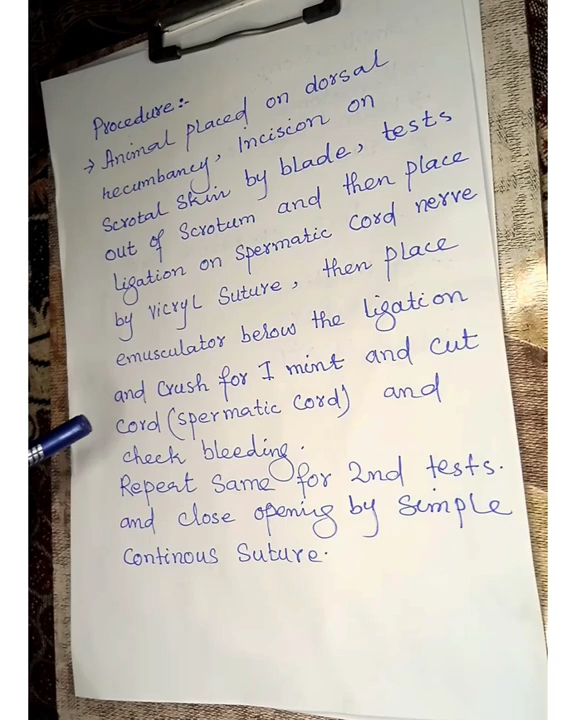 Procedure:-
→ Animal placed on dorsal
recumbancy, Incision on
Scrotal Skin by blade, tests
out of Scrotum and then place
Ligation on Spermatic Cord nerve
by vicryl Suture, then place
emusculator below the ligation
and Crush for 1 mint and cut
Cord (Spermatic Cord) and
check bleeding.
Repeat Same for 2nd tests.
and close opening by Simple
Continous Suture.